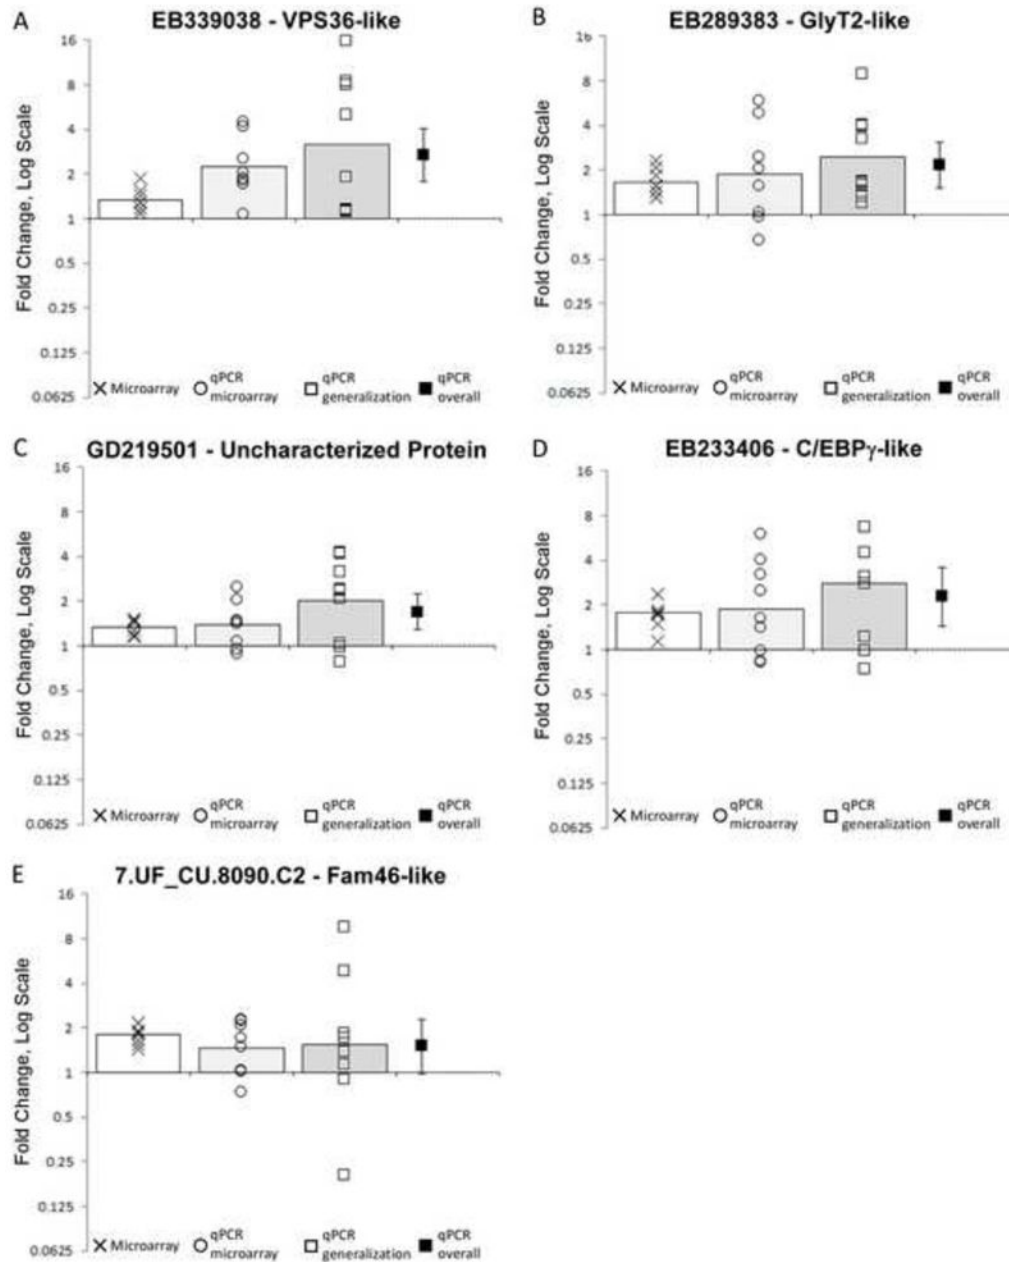 A
EB339038 - VPS36-like
Fold Change, Log Scale
16
8
4
2
1
0.5
0.25
0.125
0.0625
Microarray
qPCR
microarray
qPCR
generalization
qPCR
overall
B
EB289383 - GlyT2-like
Fold Change, Log Scale
16
8
4
2
1
0.5
0.25
0.125
0.0625
Microarray
qPCR
microarray
qPCR
generalization
qPCR
overall
C
GD219501 - Uncharacterized Protein
Fold Change, Log Scale
16
8
4
2
1
0.5
0.25
0.125
0.0625
Microarray
qPCR
microarray
qPCR
generalization
qPCR
overall
D
EB233406 - C/EBPγ-like
Fold Change, Log Scale
16
8
4
2
1
0.5
0.25
0.125
0.0625
Microarray
qPCR
microarray
qPCR
generalization
qPCR
overall
E
7.UF_CU.8090.C2 - Fam46-like
Fold Change, Log Scale
16
8
4
2
1
0.5
0.25
0.125
0.0625
Microarray
qPCR
microarray
qPCR
generalization
qPCR
overall